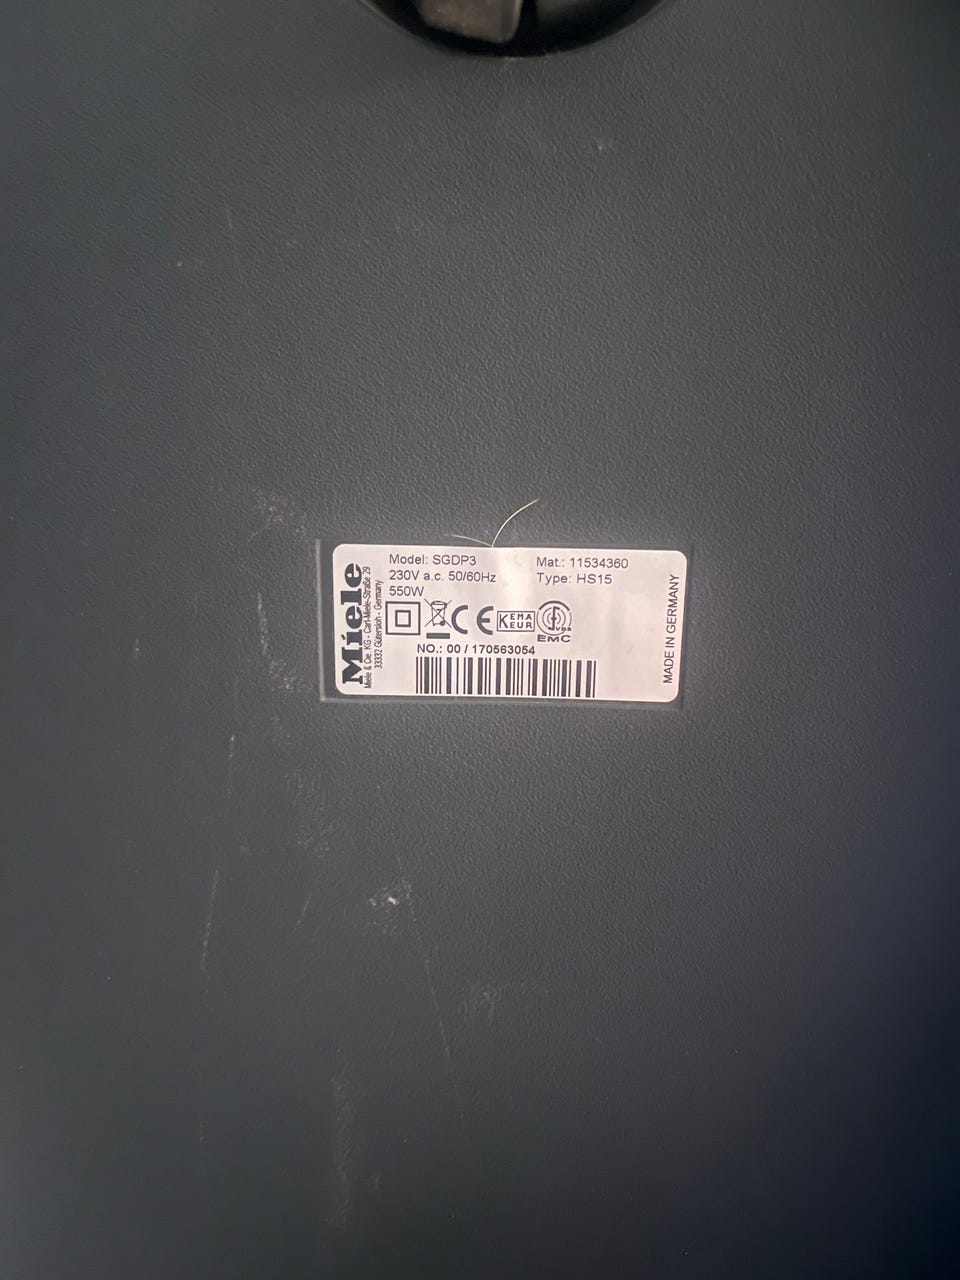 Miele
Miele & Cie. KG - Carl-Miele-Straße 29
33332 Gütersloh - Germany
Model: SGDP3
Mat.: 11534360
230V a.c. 50/60Hz
Type: HS15
550W
CE
KEMA
KEUR
VDE
EMC
NO.: 00 / 170563054
MADE IN GERMANY